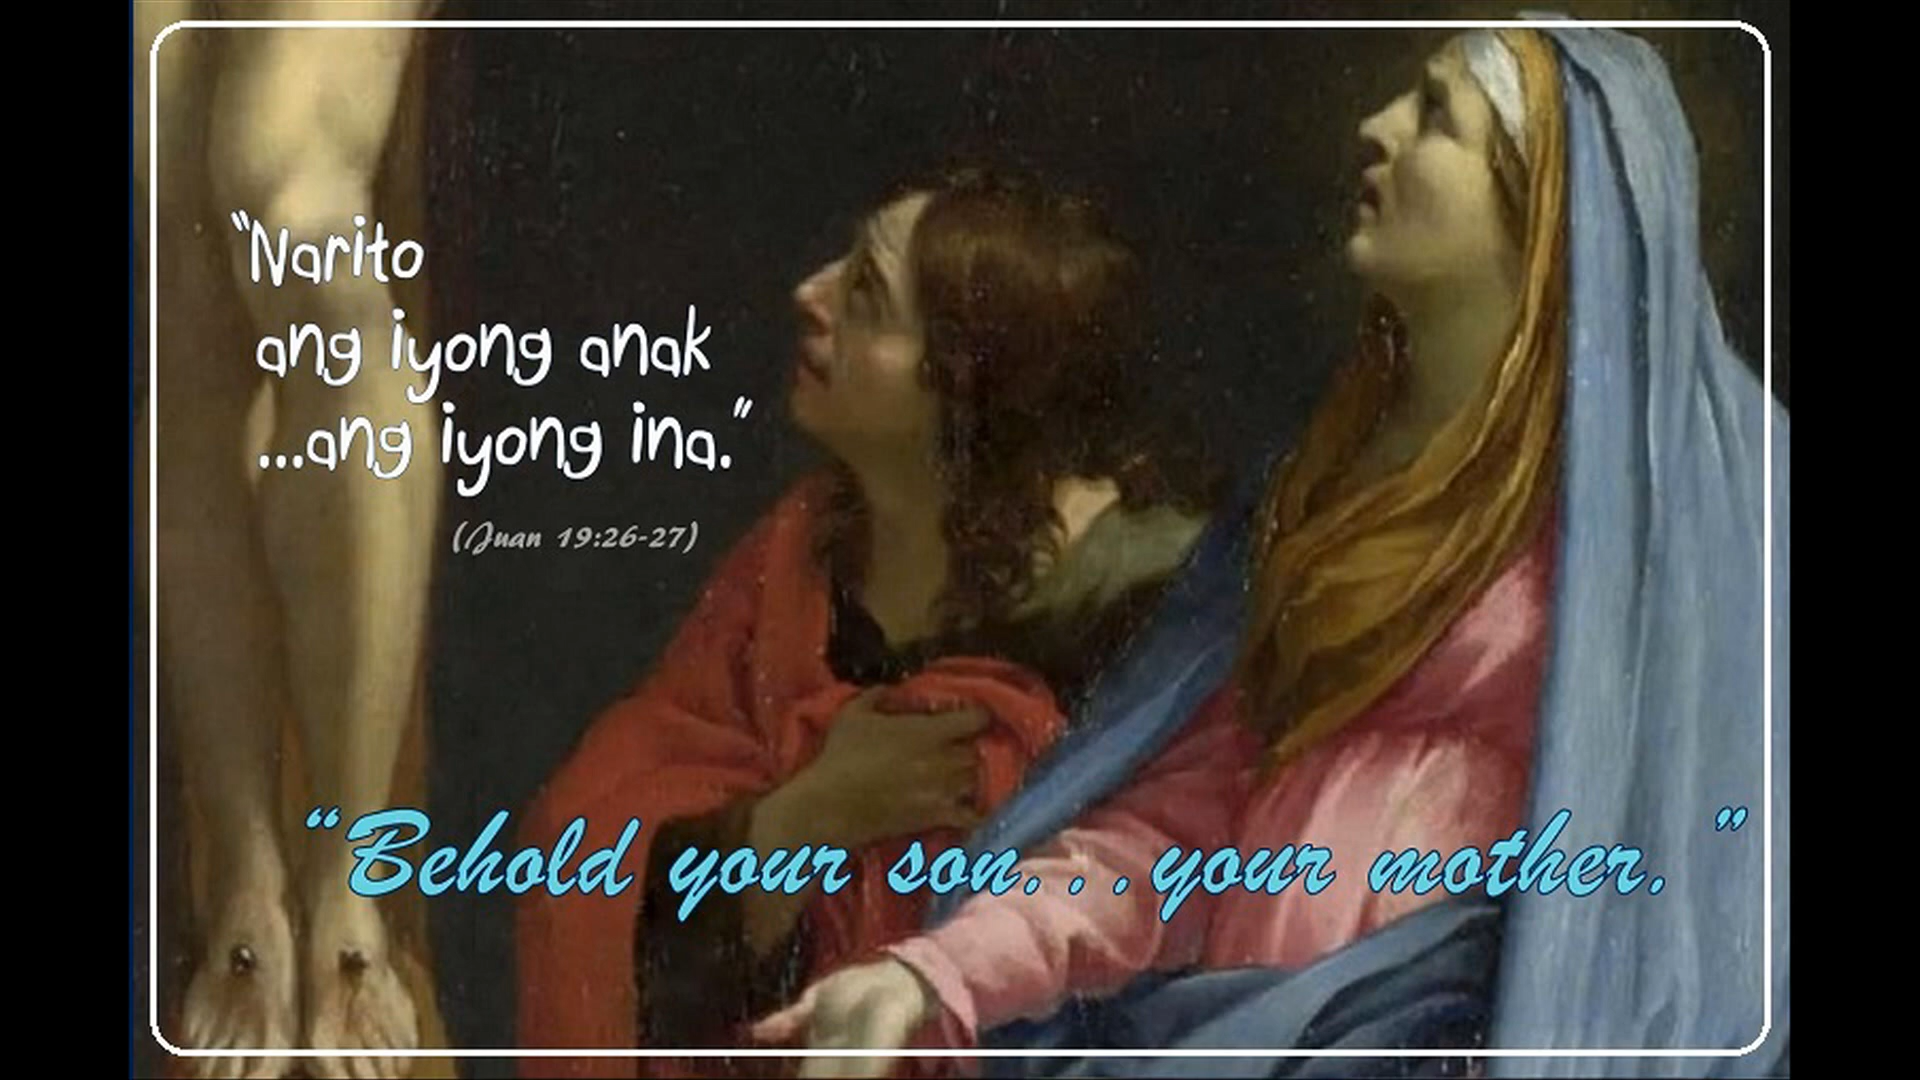 “Narito
ang iyong anak
...ang iyong ina.”
(Juan 19:26-27)
“Behold your son...your mother.”